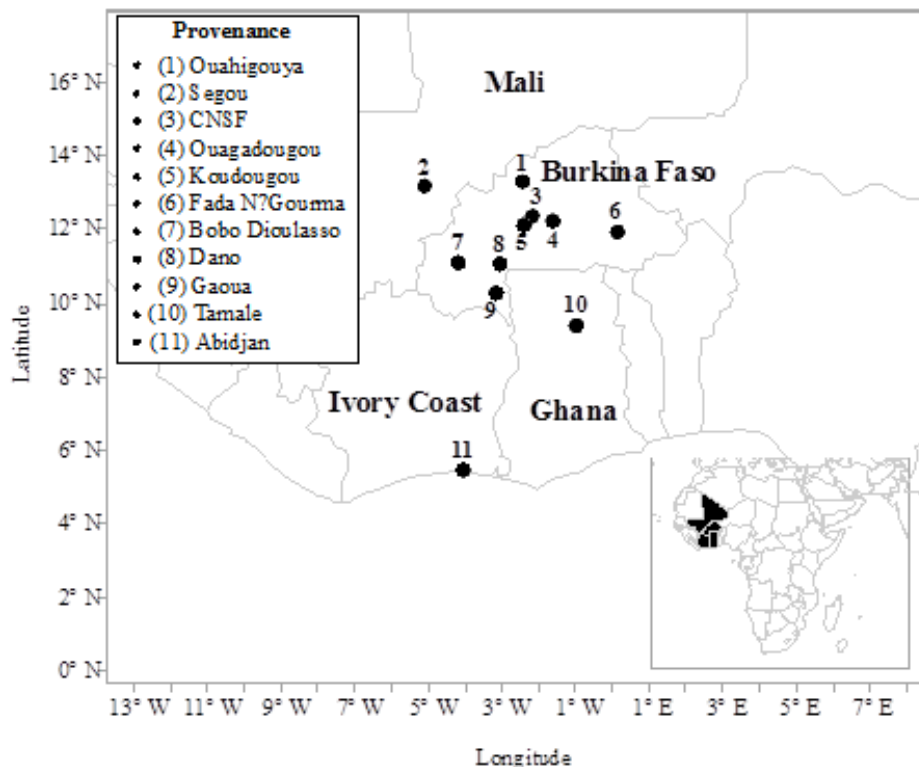 Provenance
(1) Ouahigouya
(2) Segou
(3) CNSF
(4) Ouagadougou
(5) Koudougou
(6) Fada N?Gourma
(7) Bobo Dioulasso
(8) Dano
(9) Gaoua
(10) Tamale
(11) Abidjan
Mali
Burkina Faso
Ivory Coast
Ghana
1
2
3
4
5
6
7
8
9
10
11
16° N
14° N
12° N
10° N
8° N
6° N
4° N
2° N
0° N
Latitude
13° W 11° W 9° W 7° W 5° W 3° W 1° W 1° E 3° E 5° E 7° E
Longitude